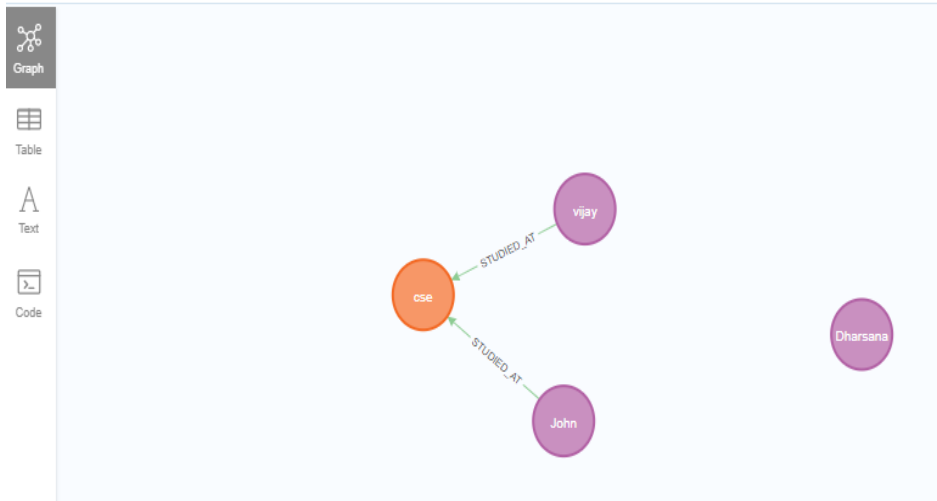 Graph
Table
Text
Code
vijay
STUDIED_AT
cse
Dharsana
STUDIED_AT
John